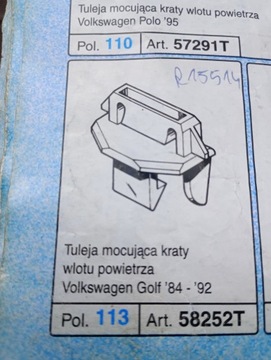 Tuleja mocująca kraty wlotu powietrza
Volkswagen Polo '95
Pol. 110 Art. 57291T
R15514
Tuleja mocująca kraty
wlotu powietrza
Volkswagen Golf '84 - '92
Pol. 113 Art. 58252T